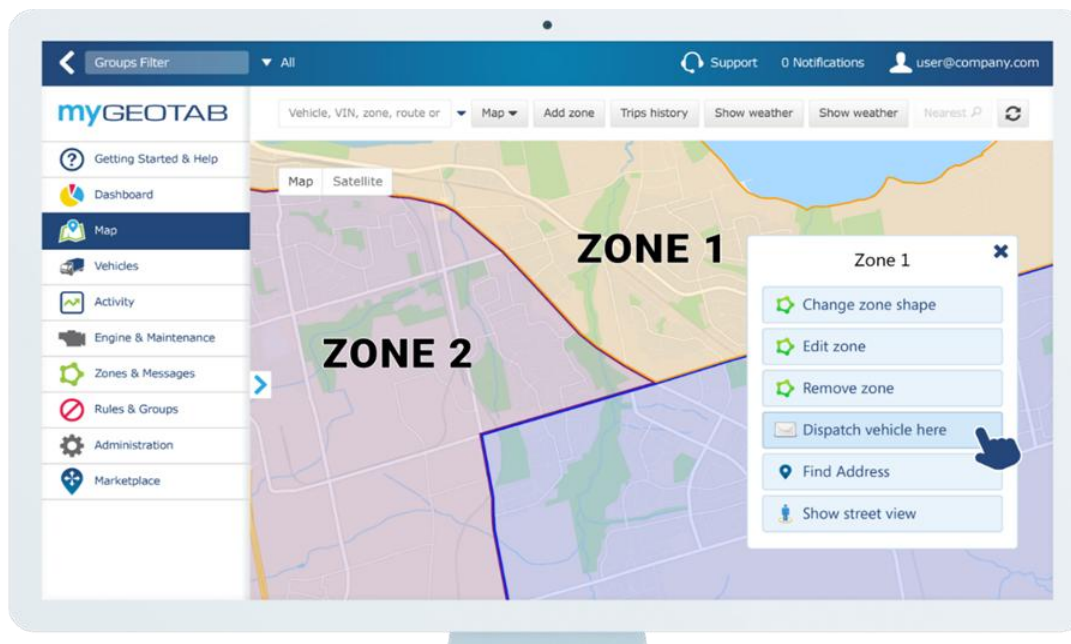 Groups Filter
All
Support
0 Notifications
user@company.com
myGEOTAB
Vehicle, VIN, zone, route or
Map
Add zone
Trips history
Show weather
Show weather
Nearest
Getting Started & Help
Dashboard
Map
Vehicles
Activity
Engine & Maintenance
Zones & Messages
Rules & Groups
Administration
Marketplace
Map
Satellite
ZONE 1
ZONE 2
Zone 1
Change zone shape
Edit zone
Remove zone
Dispatch vehicle here
Find Address
Show street view